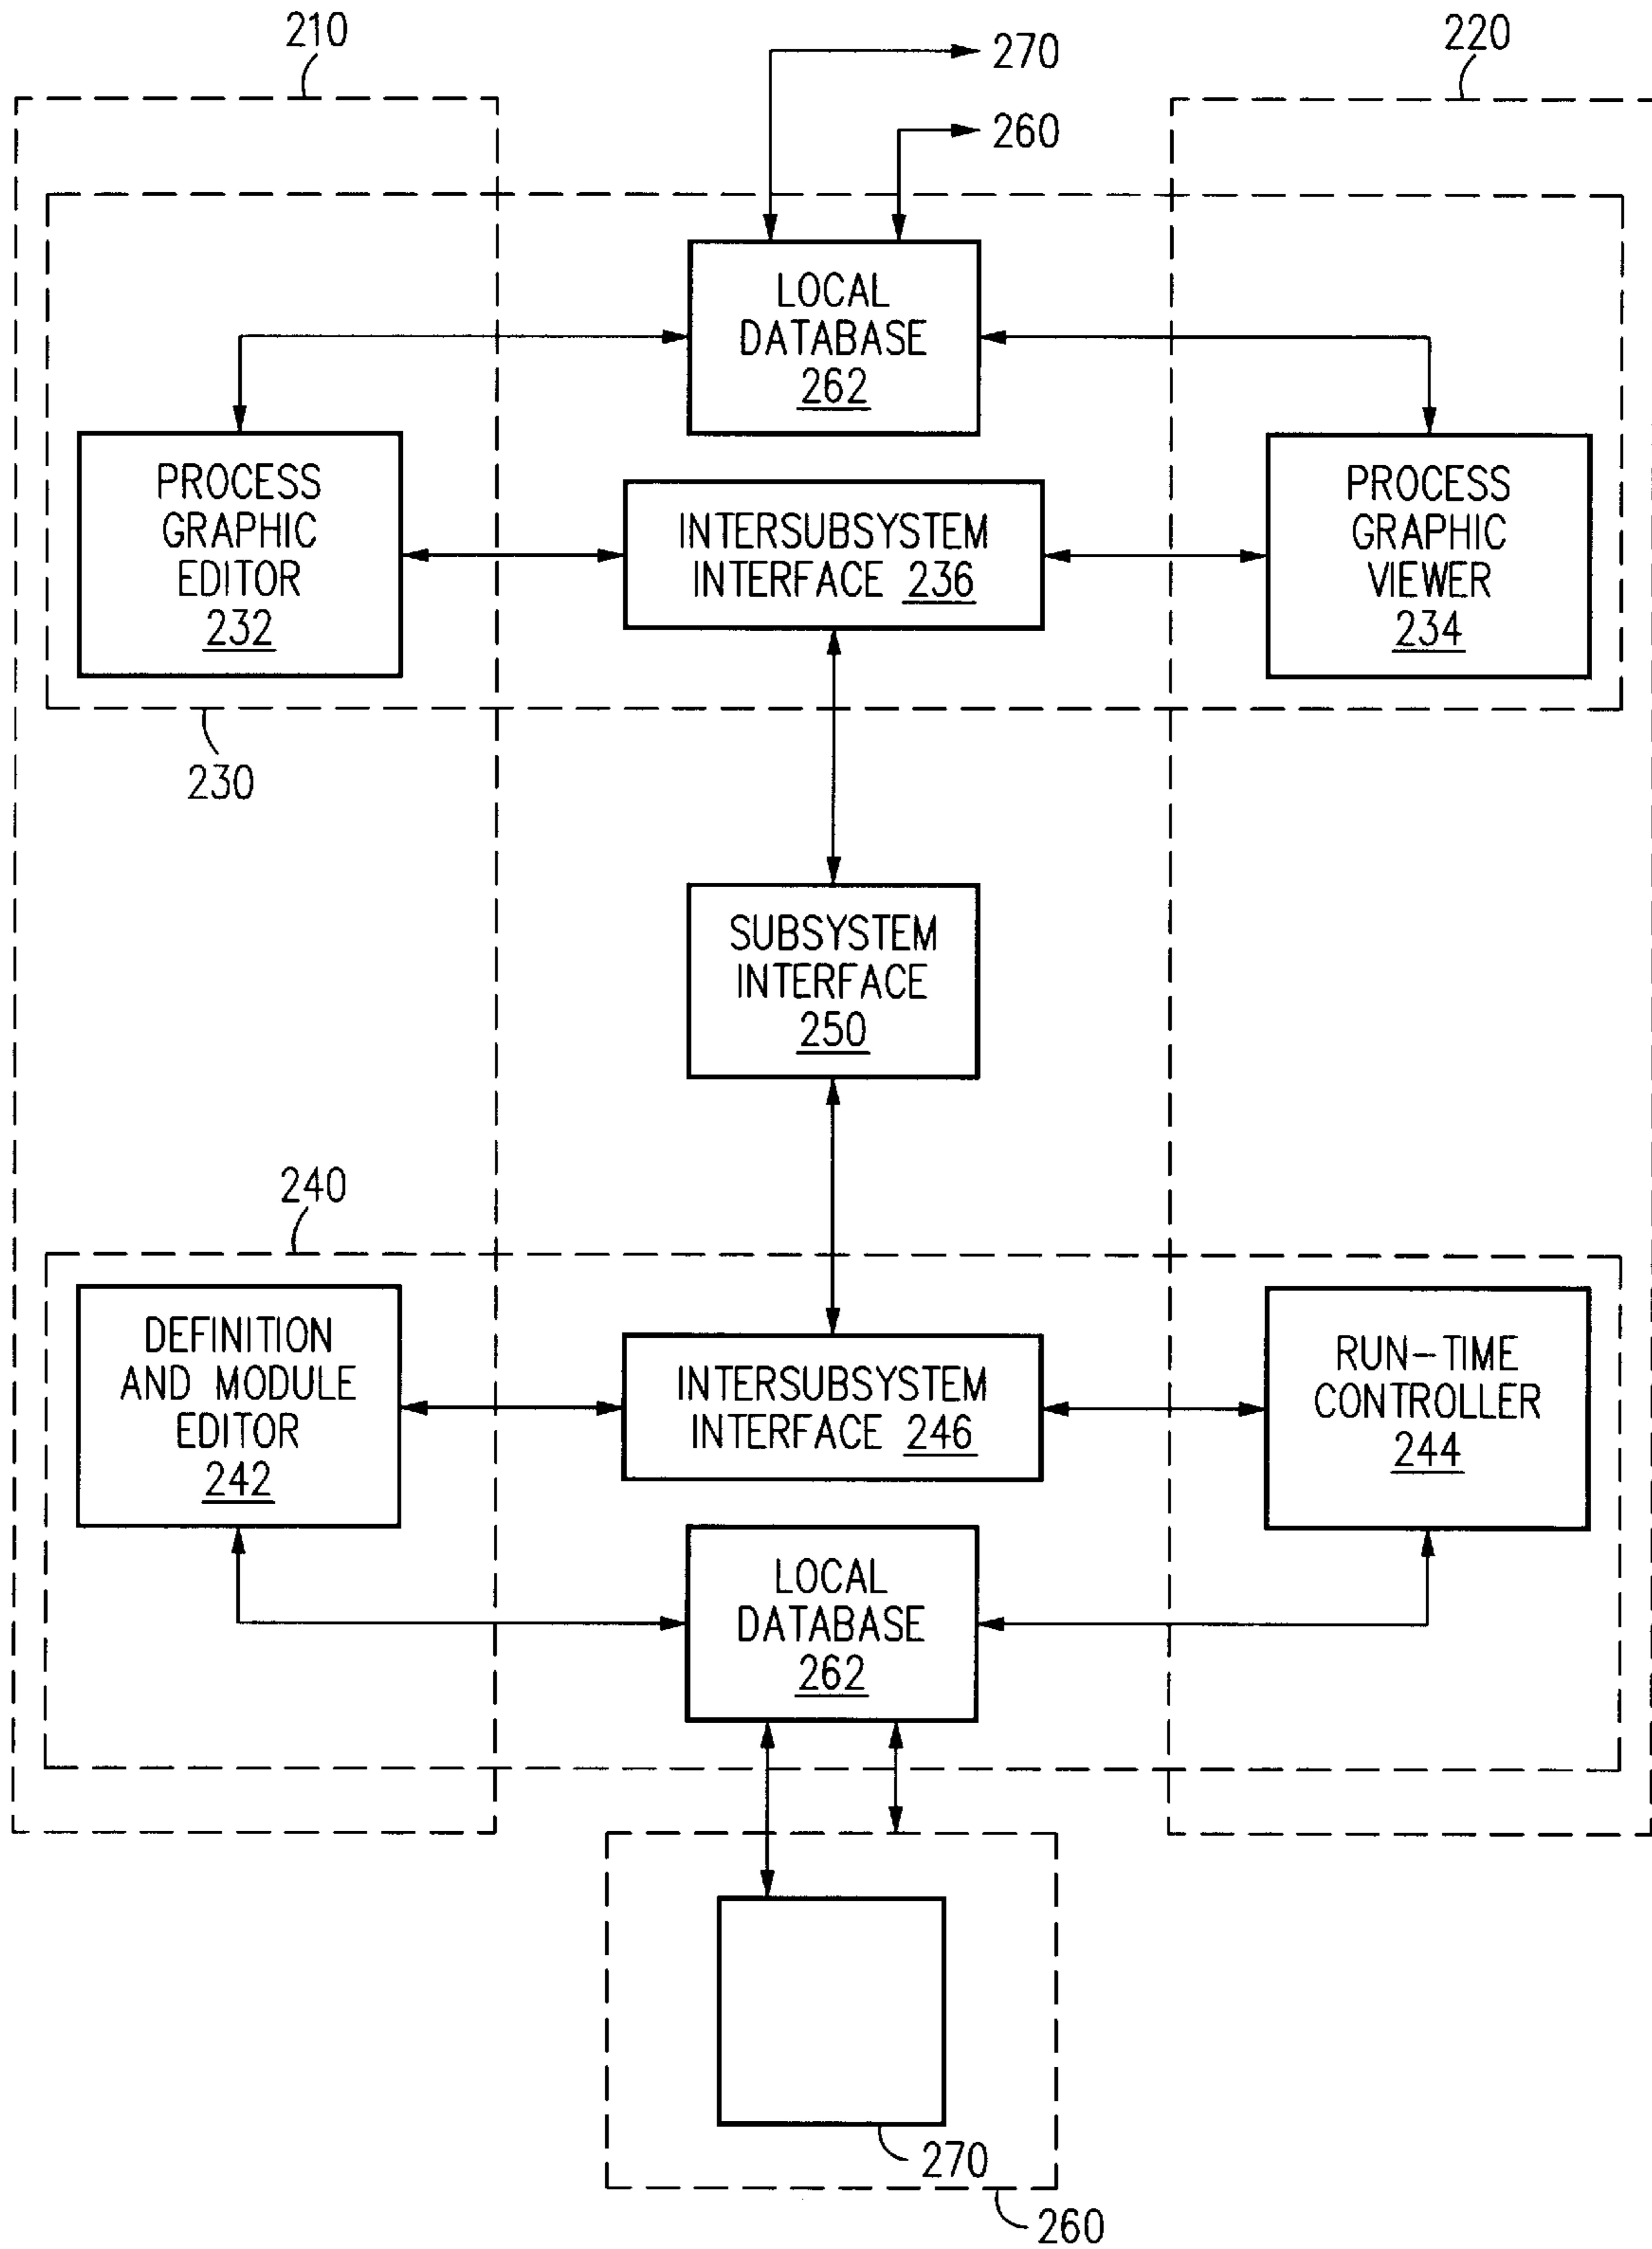 210
270
220
260
LOCAL
DATABASE
262
PROCESS
GRAPHIC
EDITOR
232
INTERSUBSYSTEM
INTERFACE 236
PROCESS
GRAPHIC
VIEWER
234
230
SUBSYSTEM
INTERFACE
250
240
DEFINITION
AND MODULE
EDITOR
242
INTERSUBSYSTEM
INTERFACE 246
RUN-TIME
CONTROLLER
244
LOCAL
DATABASE
262
270
260